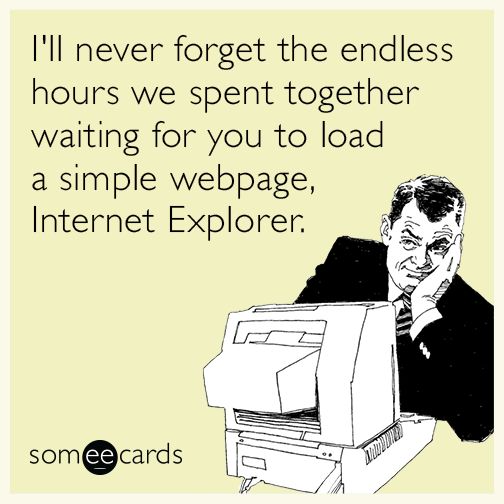 I'll never forget the endless
hours we spent together
waiting for you to load
a simple webpage,
Internet Explorer.
someecards